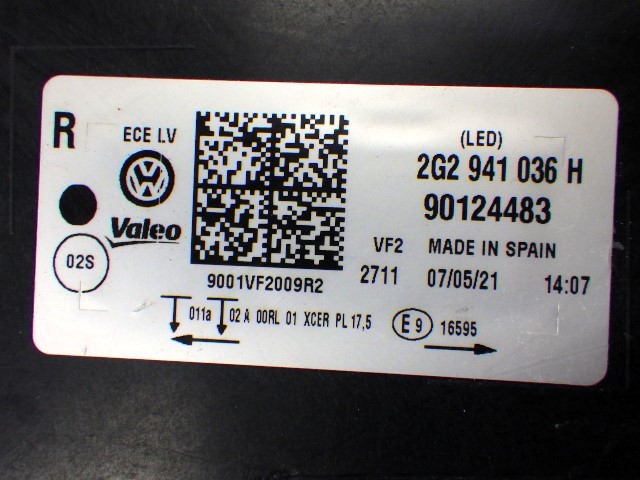 R
ECE LV
(LED)
2G2 941 036 H
90124483
Valeo
02S
VF2 MADE IN SPAIN
2711 07/05/21 14:07
9001VF2009R2
011a 02 A 00RL 01 XCER PL 17,5 E 9 16595